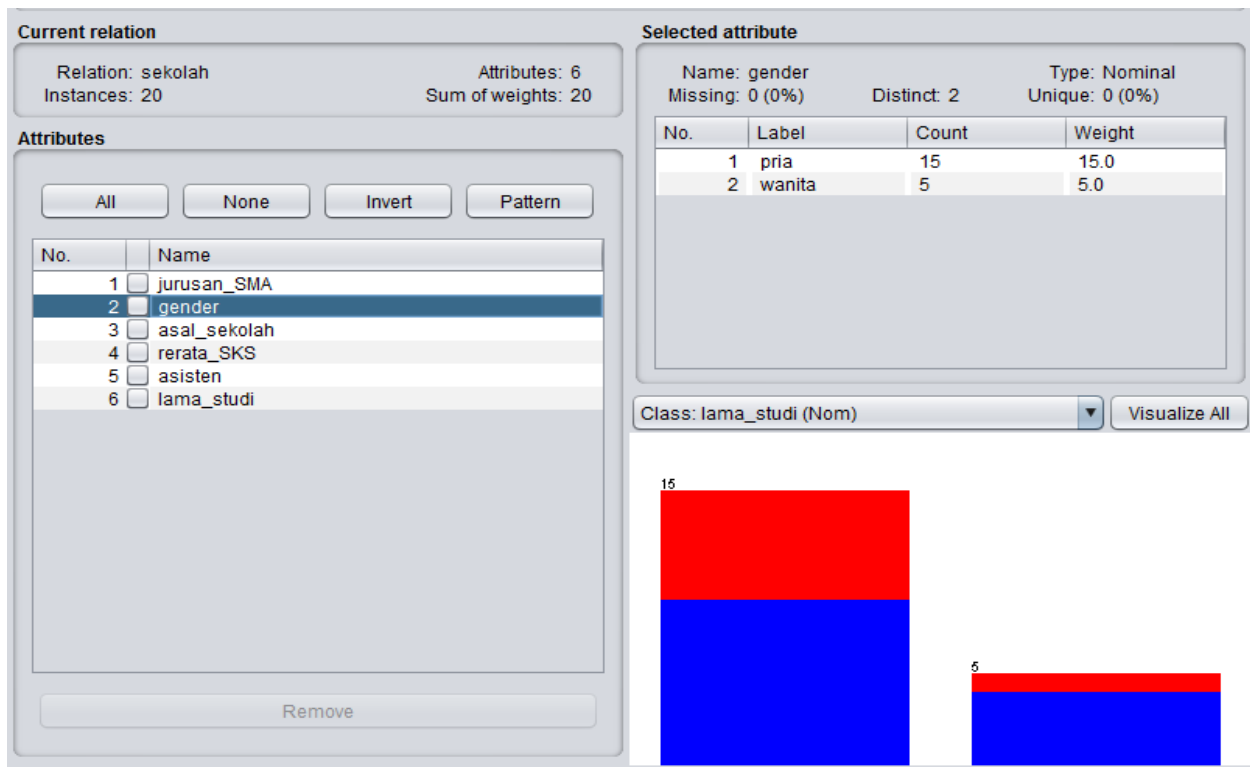 Current relation
Relation: sekolah Attributes: 6
Instances: 20 Sum of weights: 20
Attributes
All None Invert Pattern
No. Name
1 jurusan_SMA
2 gender
3 asal_sekolah
4 rerata_SKS
5 asisten
6 lama_studi
Remove
Selected attribute
Name: gender Type: Nominal
Missing: 0 (0%) Distinct: 2 Unique: 0 (0%)
No. Label Count Weight
1 pria 15 15.0
2 wanita 5 5.0
Class: lama_studi (Nom) Visualize All
15
5